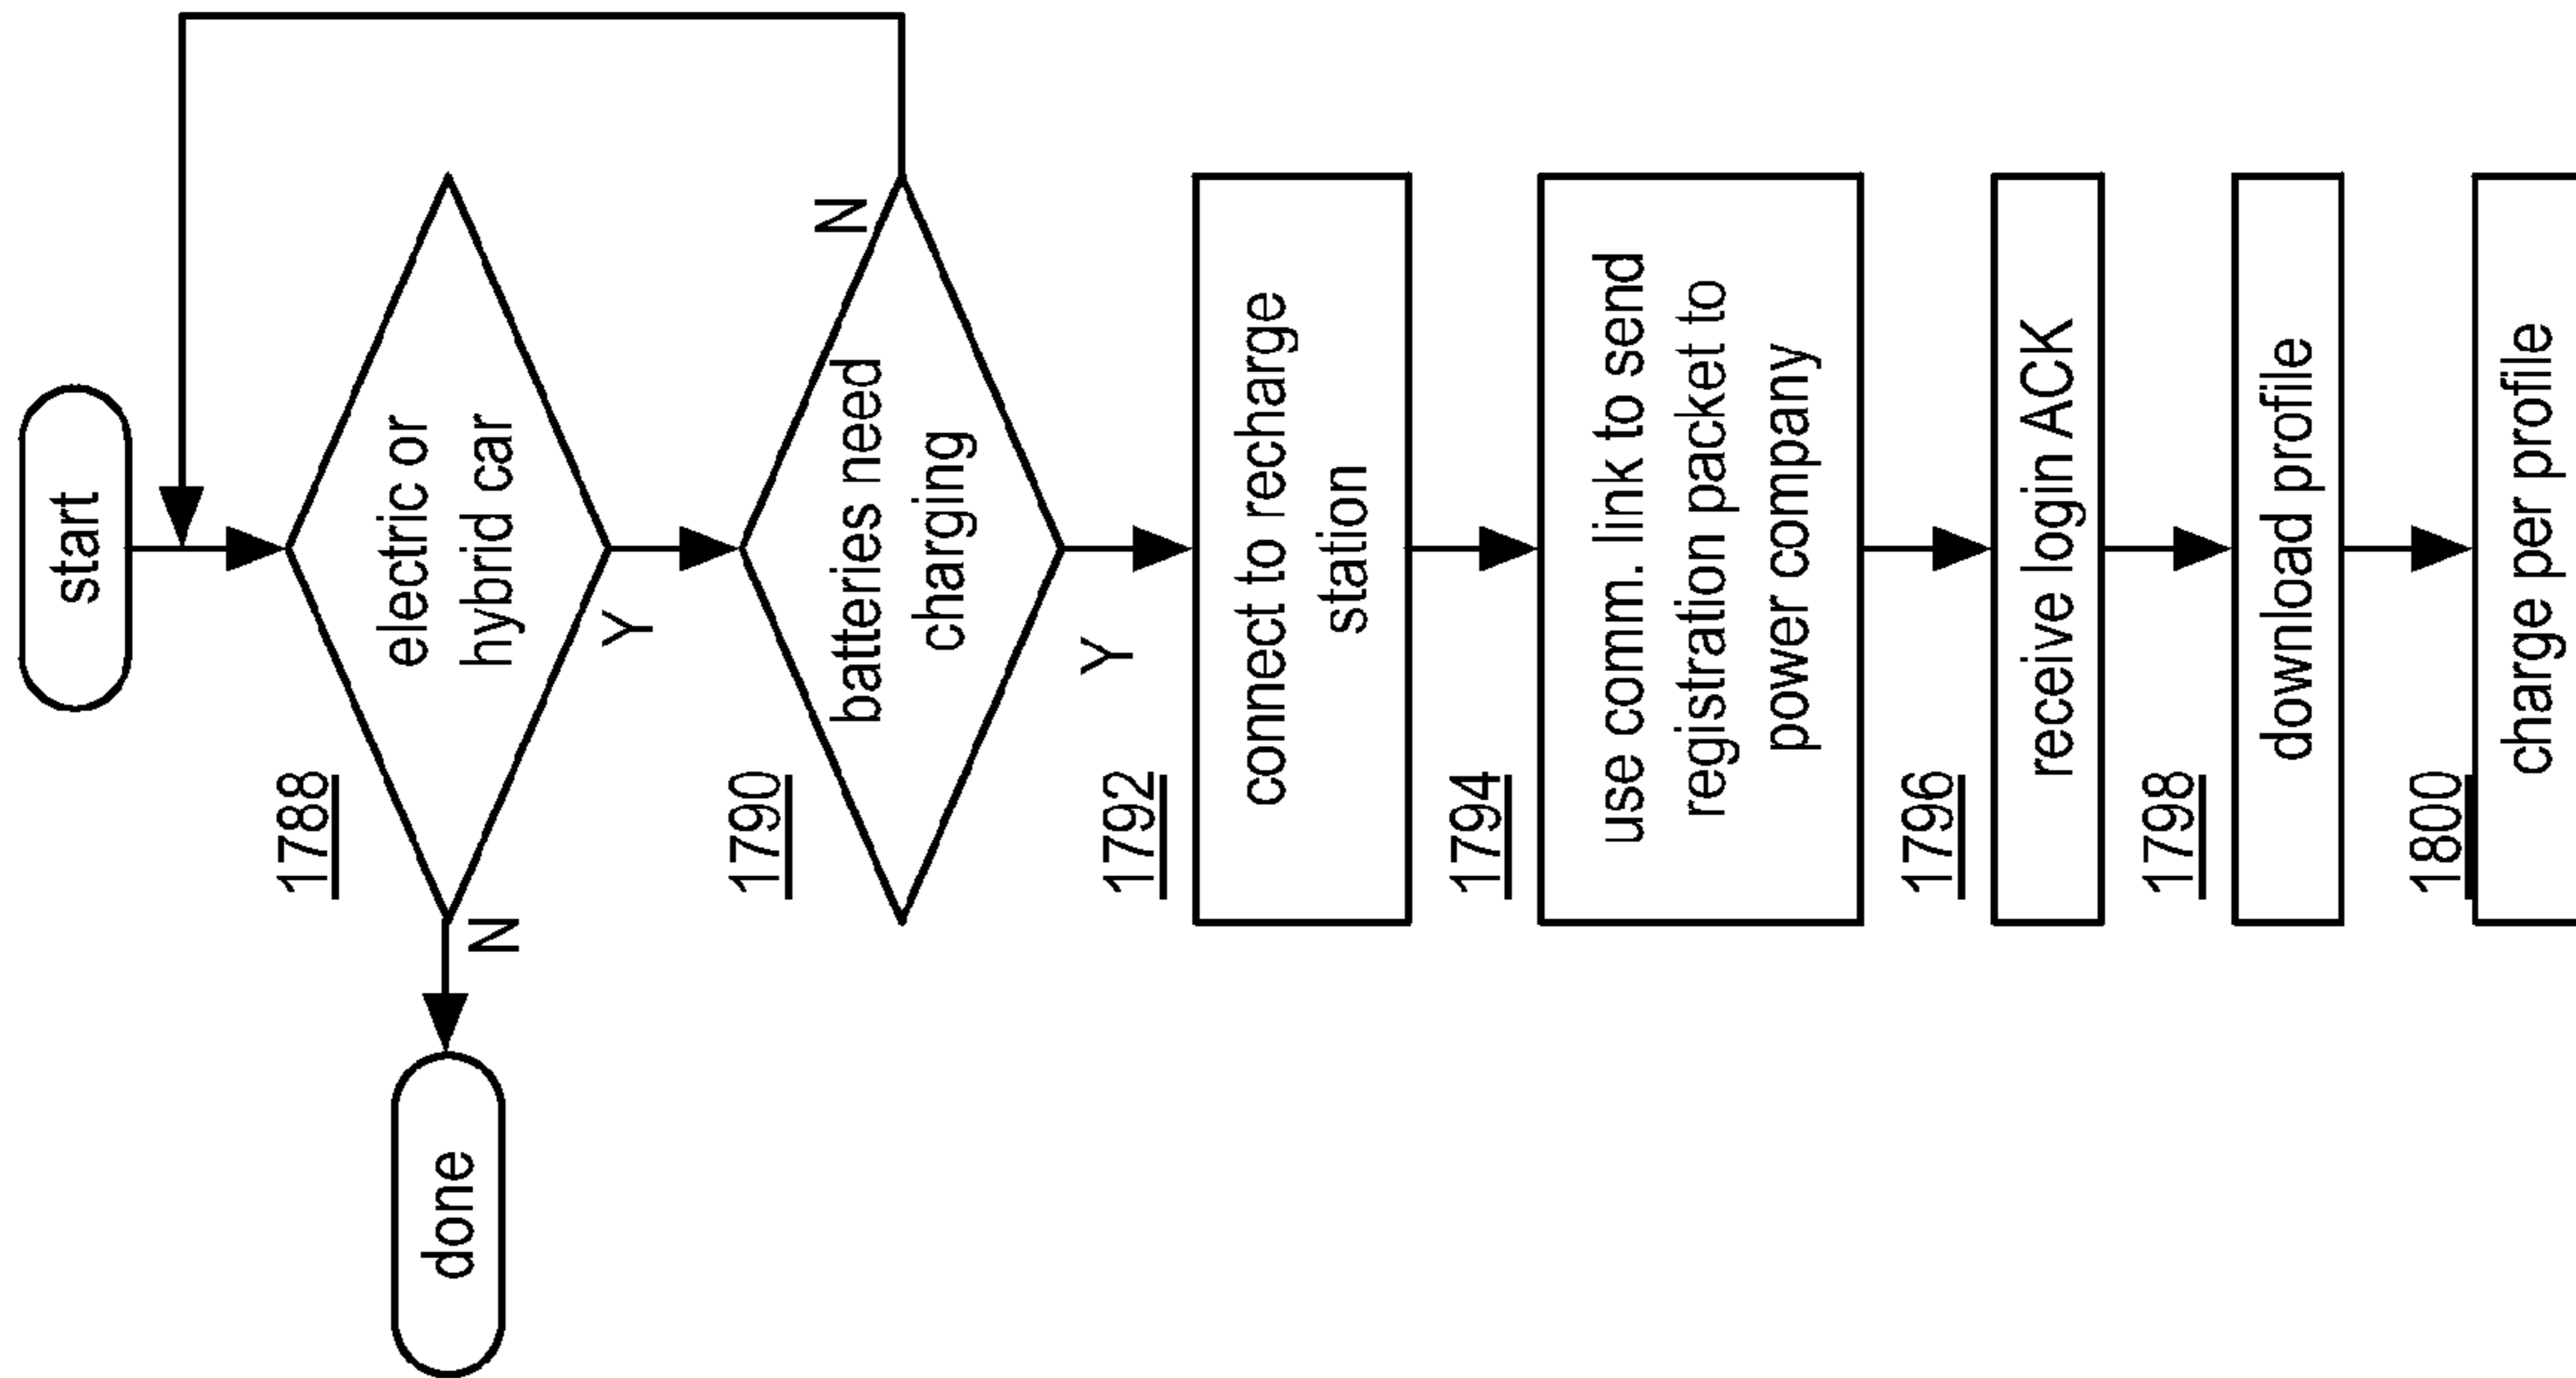 start
1788
electric or
hybrid car
N
done
Y
1790
batteries need
charging
N
Y
1792
connect to recharge
station
1794
use comm. link to send
registration packet to
power company
1796
receive login ACK
1798
download profile
1800
charge per profile